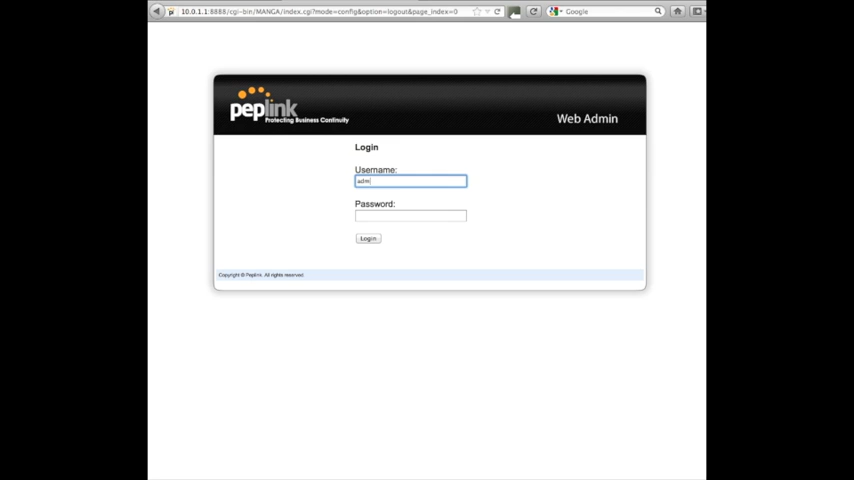 10.0.1.1:8888/cgi-bin/MANGA/index.cgi?mode=config&option=logout&page_index=0
Google
peplink
Protecting Business Continuity
Web Admin
Login
Username:
adm
Password:
Login
Copyright © Peplink. All rights reserved.